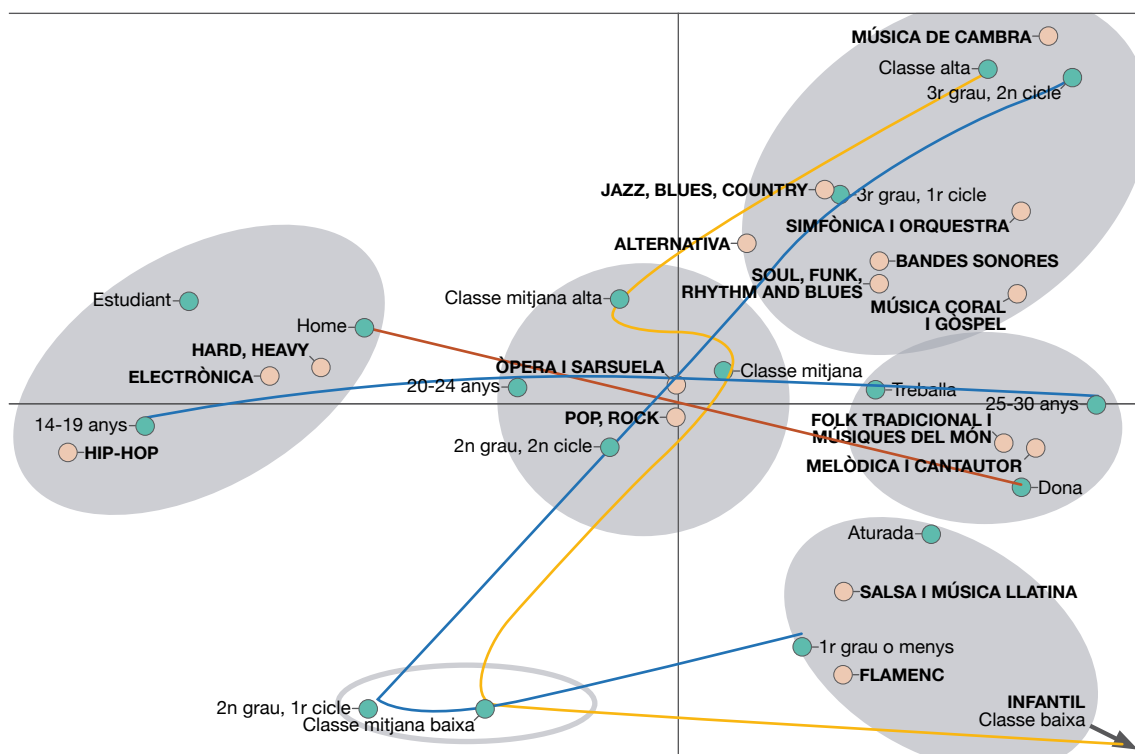 MÚSICA DE CAMBRA
Classe alta
3r grau, 2n cicle
JAZZ, BLUES, COUNTRY
3r grau, 1r cicle
SIMFÒNICA I ORQUESTRA
ALTERNATIVA
BANDES SONORES
SOUL, FUNK,
RHYTHM AND BLUES
MÚSICA CORAL
I GÒSPEL
Classe mitjana alta
Estudiant
Home
HARD, HEAVY
ELECTRÒNICA
ÒPERA I SARSUELA
Classe mitjana
20-24 anys
Treballa
25-30 anys
14-19 anys
POP, ROCK
FOLK TRADICIONAL I
MÚSIQUES DEL MÓN
HIP-HOP
2n grau, 2n cicle
MELÒDICA I CANTAUTOR
Dona
Aturada
SALSA I MÚSICA LLATINA
1r grau o menys
FLAMENC
2n grau, 1r cicle
Classe mitjana baixa
INFANTIL
Classe baixa